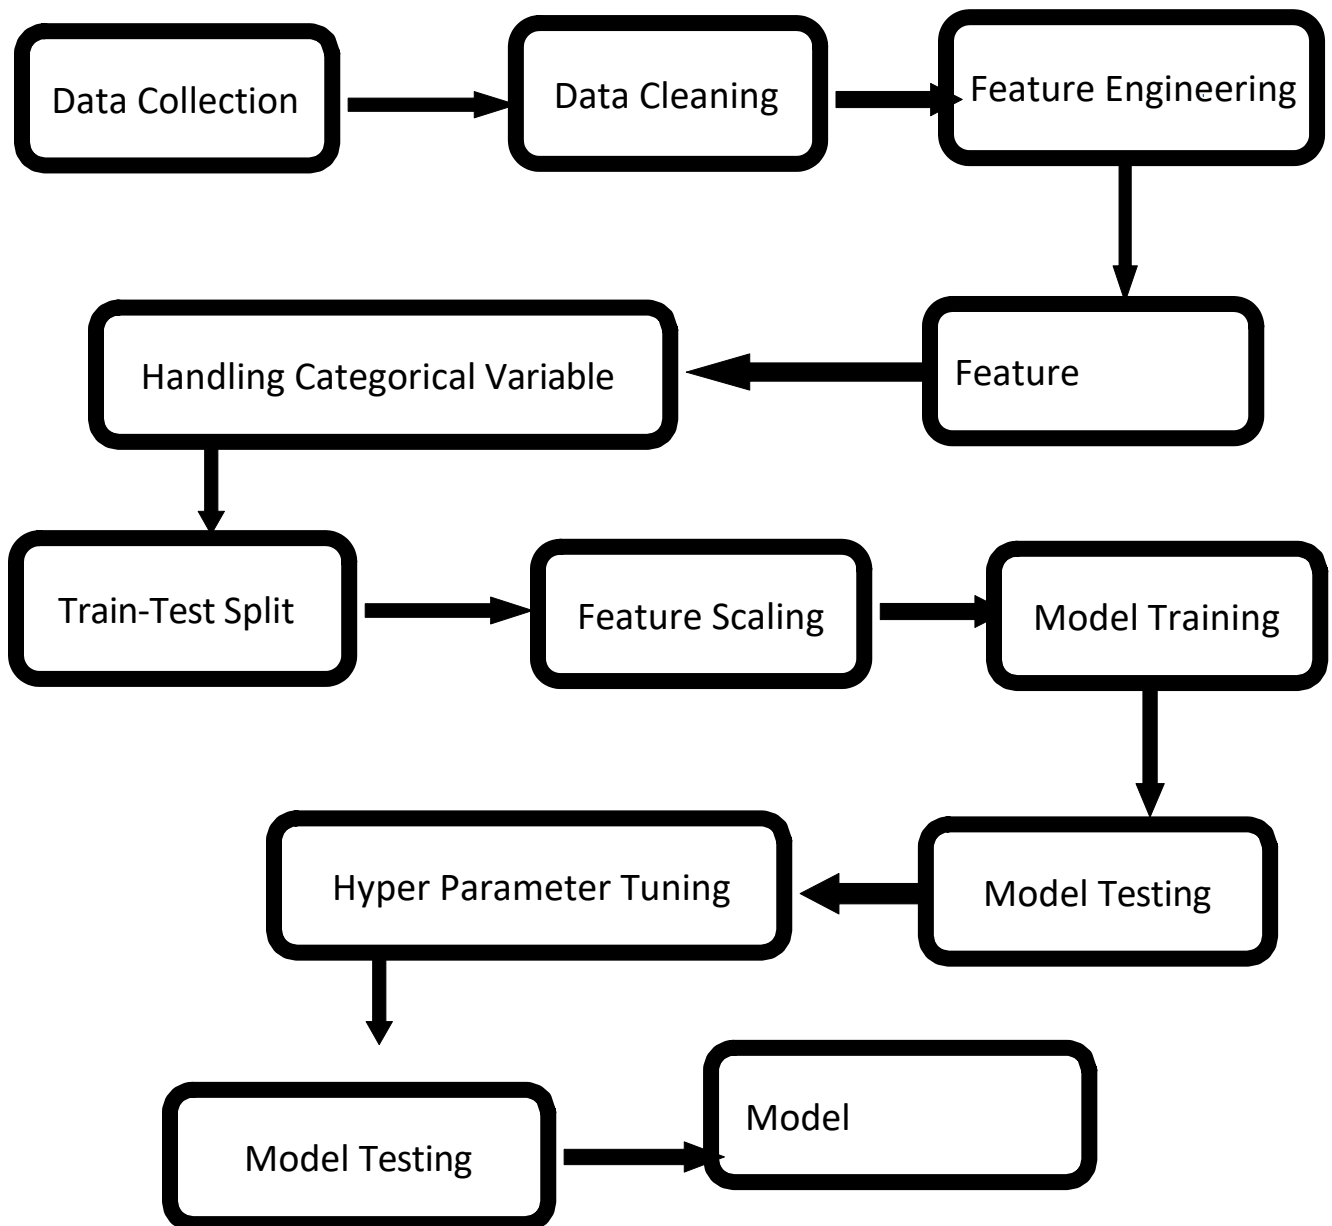 Data Collection
Data Cleaning
Feature Engineering
Feature
Handling Categorical Variable
Train-Test Split
Feature Scaling
Model Training
Model Testing
Hyper Parameter Tuning
Model Testing
Model